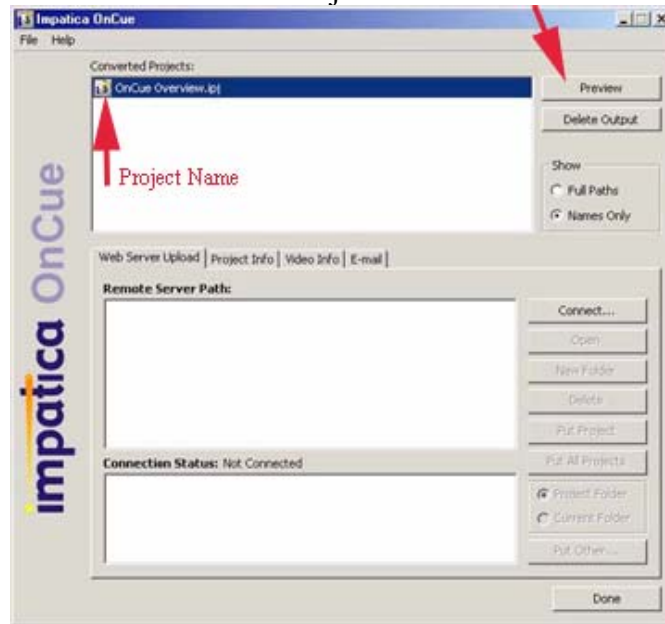 Impatica OnCue
File Help
Converted Projects:
OnCue Overview.ipj
Project Name
Preview
Delete Output
Show
Full Paths
Names Only
impatica OnCue
Web Server Upload Project Info Video Info E-mail
Remote Server Path:
Connect...
Open
New Folder
Delete
Put Project
Put All Projects
Connection Status: Not Connected
Project Folder
Current Folder
Put Other...
Done